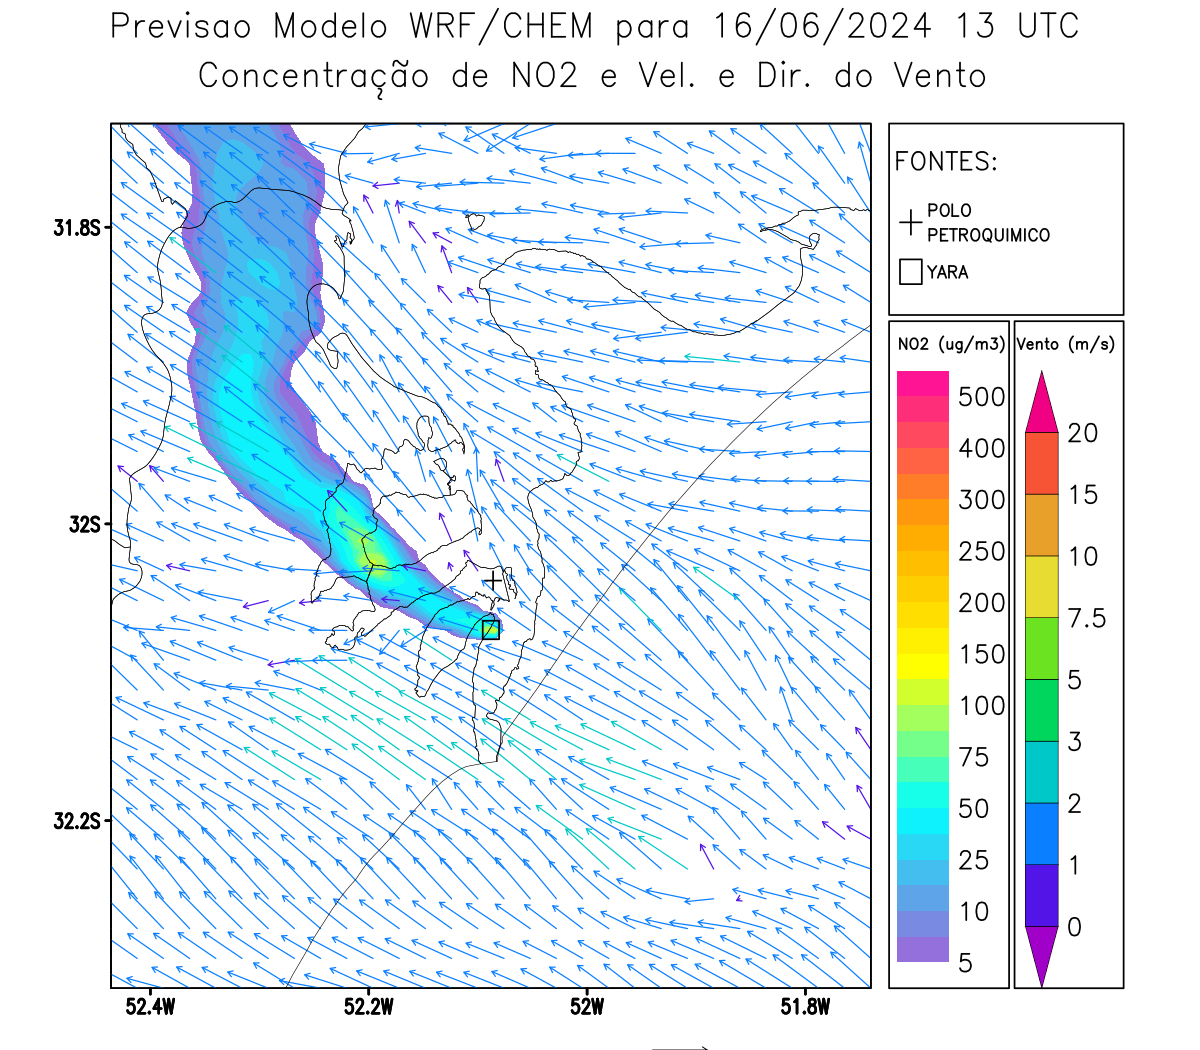 Previsao Modelo WRF/CHEM para 16/06/2024 13 UTC
Concentração de NO2 e Vel. e Dir. do Vento
FONTES:
POLO
PETROQUIMICO
YARA
NO2 (ug/m3)
500
400
300
250
200
150
100
75
50
25
10
5
Vento (m/s)
20
15
10
7.5
5
3
2
1
0
31.8S
32S
32.2S
52.4W
52.2W
52W
51.8W